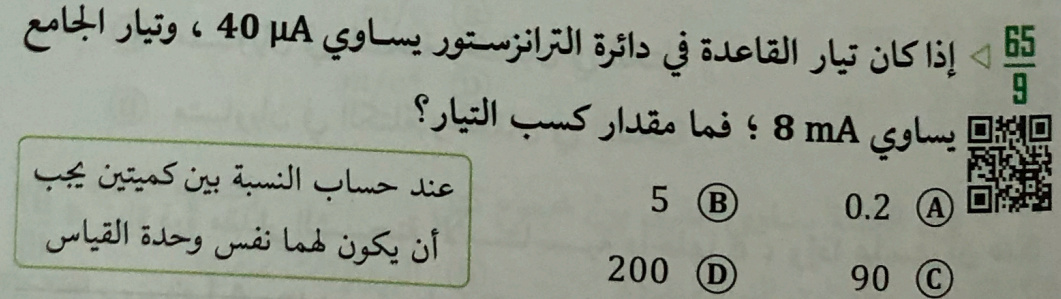 65
9
إذا كان تيار القاعدة في دائرة الترانزستور يساوي 40 μA ، وتيار الجامع
يساوي 8 mA ؛ فما مقدار كسب التيار؟
A 0.2
B 5
C 90
D 200
عند حساب النسبة بين كميتين يجب
أن يكون لهما نفس وحدة القياس